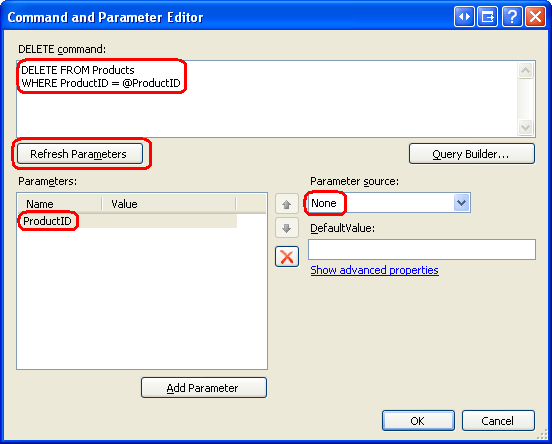 Command and Parameter Editor
DELETE command:
DELETE FROM Products
WHERE ProductID = @ProductID
Refresh Parameters
Query Builder...
Parameters:
Parameter source:
Name Value
None
ProductID
DefaultValue:
Show advanced properties
Add Parameter
OK Cancel